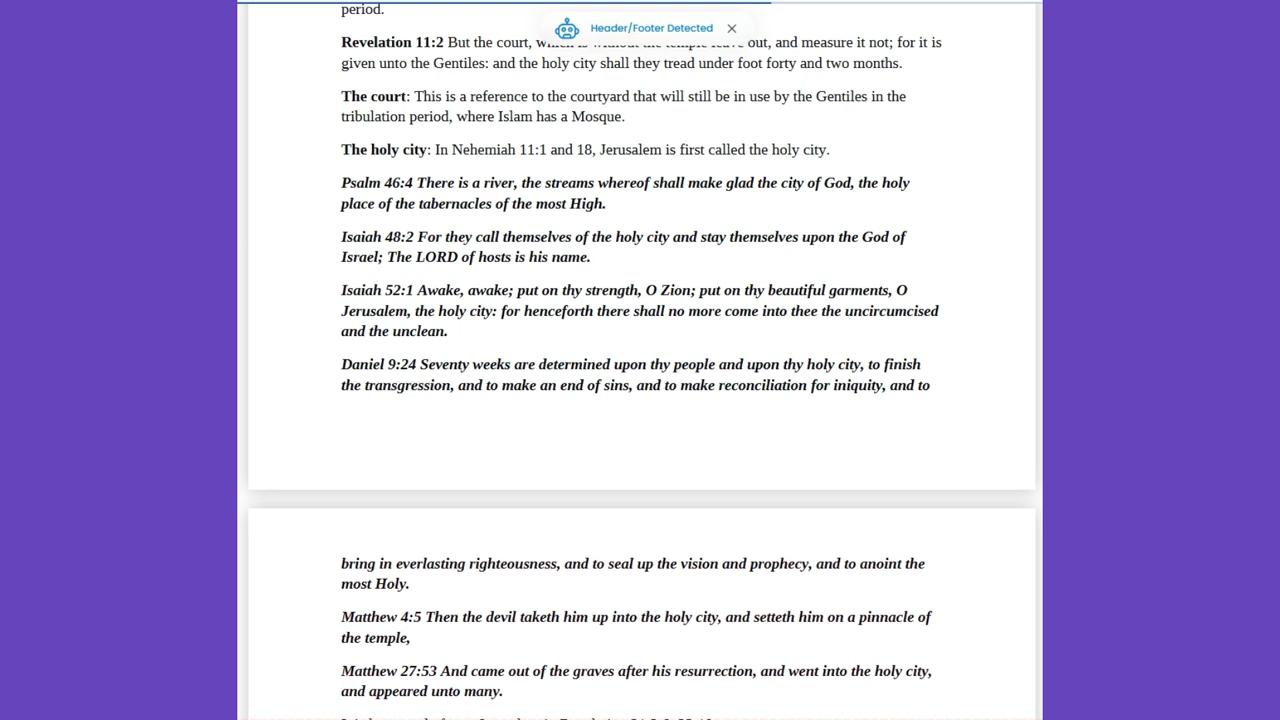 period.
Header/Footer Detected
Revelation 11:2 But the court, out, and measure it not; for it is
given unto the Gentiles: and the holy city shall they tread under foot forty and two months.
The court: This is a reference to the courtyard that will still be in use by the Gentiles in the
tribulation period, where Islam has a Mosque.
The holy city: In Nehemiah 11:1 and 18, Jerusalem is first called the holy city.
Psalm 46:4 There is a river, the streams whereof shall make glad the city of God, the holy
place of the tabernacles of the most High.
Isaiah 48:2 For they call themselves of the holy city and stay themselves upon the God of
Israel; The LORD of hosts is his name.
Isaiah 52:1 Awake, awake; put on thy strength, O Zion; put on thy beautiful garments, O
Jerusalem, the holy city: for henceforth there shall no more come into thee the uncircumcised
and the unclean.
Daniel 9:24 Seventy weeks are determined upon thy people and upon thy holy city, to finish
the transgression, and to make an end of sins, and to make reconciliation for iniquity, and to
bring in everlasting righteousness, and to seal up the vision and prophecy, and to anoint the
most Holy.
Matthew 4:5 Then the devil taketh him up into the holy city, and setteth him on a pinnacle of
the temple,
Matthew 27:53 And came out of the graves after his resurrection, and went into the holy city,
and appeared unto many.